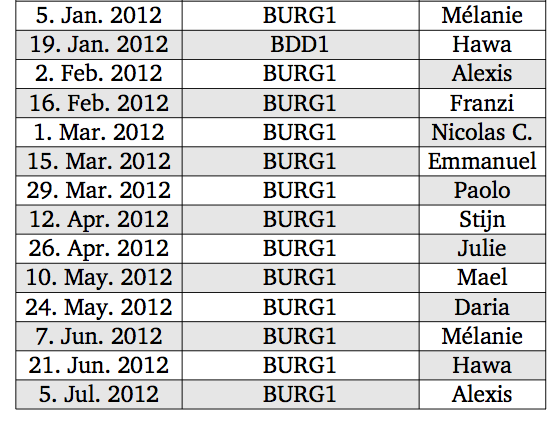 5. Jan. 2012 BURG1 Mélanie
19. Jan. 2012 BDD1 Hawa
2. Feb. 2012 BURG1 Alexis
16. Feb. 2012 BURG1 Franzi
1. Mar. 2012 BURG1 Nicolas C.
15. Mar. 2012 BURG1 Emmanuel
29. Mar. 2012 BURG1 Paolo
12. Apr. 2012 BURG1 Stijn
26. Apr. 2012 BURG1 Julie
10. May. 2012 BURG1 Mael
24. May. 2012 BURG1 Daria
7. Jun. 2012 BURG1 Mélanie
21. Jun. 2012 BURG1 Hawa
5. Jul. 2012 BURG1 Alexis